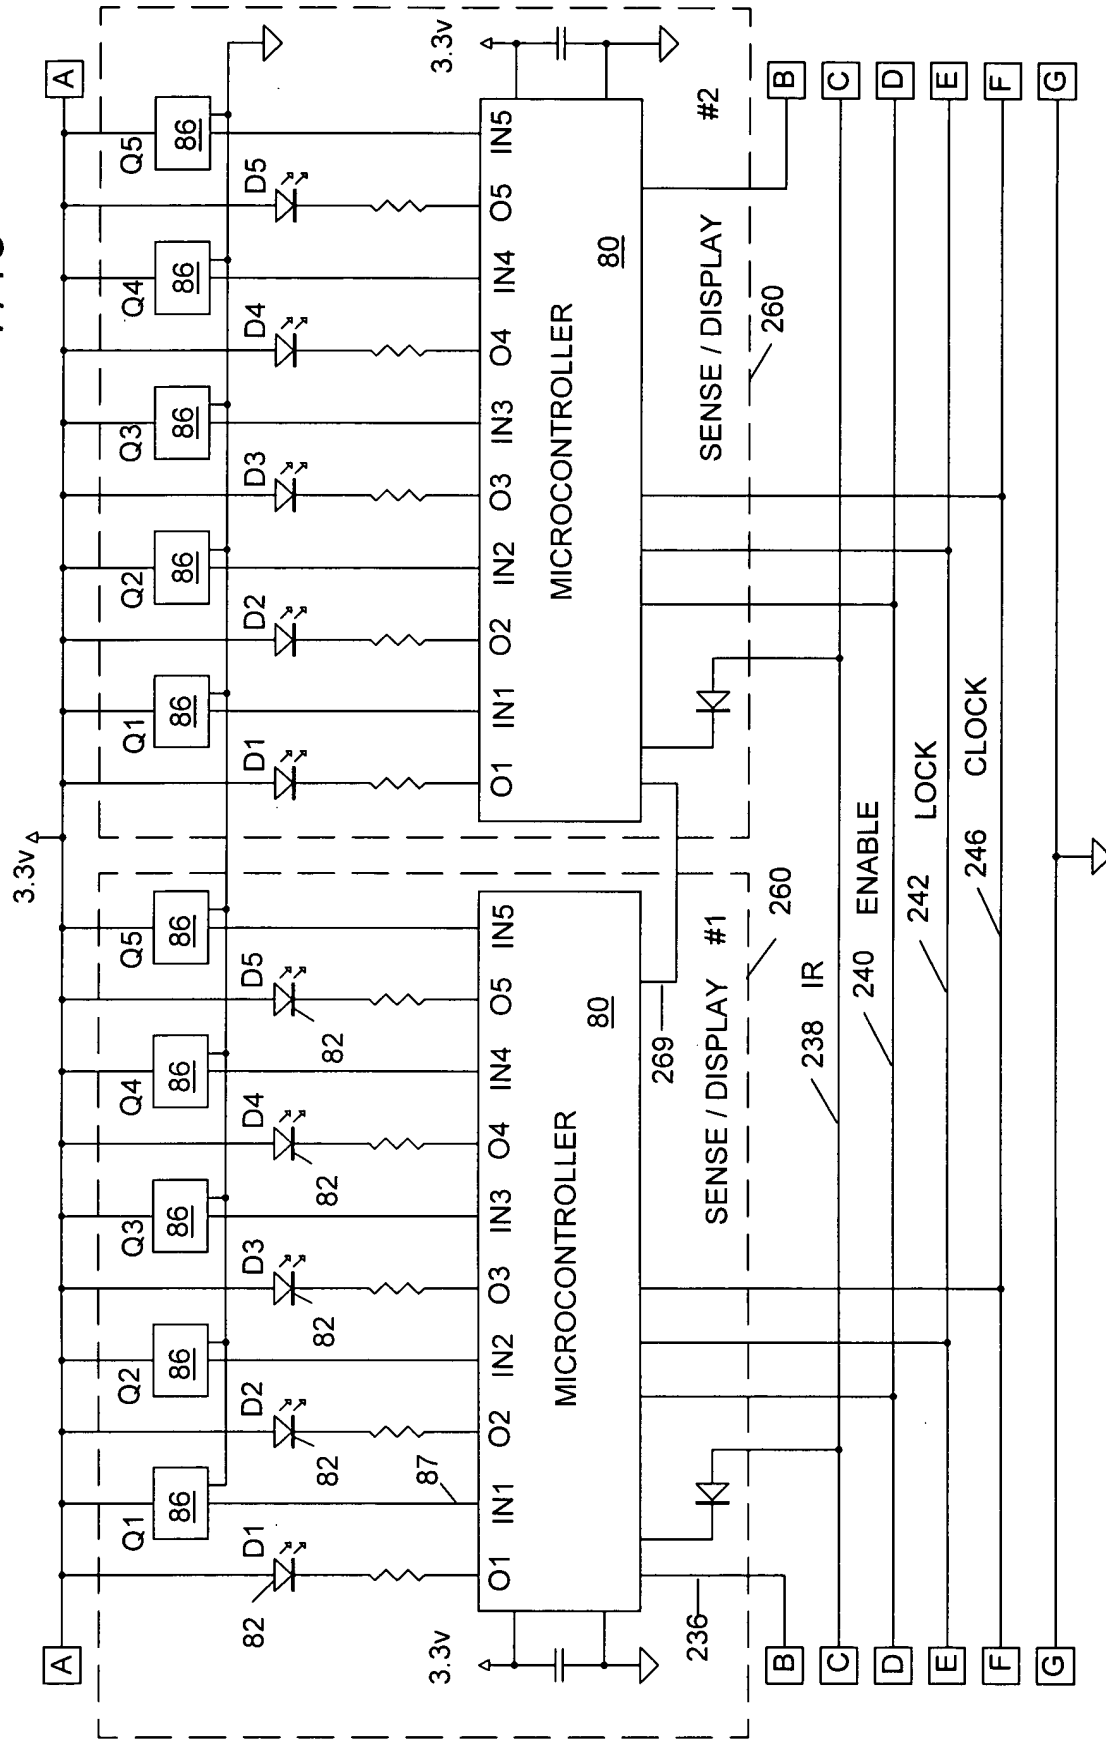 3.3v
A A
Q1 Q2 Q3 Q4 Q5 Q1 Q2 Q3 Q4 Q5
86 86 86 86 86 86 86 86 86 86
D1 D2 D3 D4 D5 D1 D2 D3 D4 D5
82 82 82 82 82
87
3.3v 3.3v
O1 IN1 O2 IN2 O3 IN3 O4 IN4 O5 IN5 O1 IN1 O2 IN2 O3 IN3 O4 IN4 O5 IN5
MICROCONTROLLER 80 MICROCONTROLLER 80
236 269
SENSE / DISPLAY #1 SENSE / DISPLAY #2
260 260
B B
C 238 IR C
D 240 ENABLE D
E 242 LOCK E
F 246 CLOCK F
G G